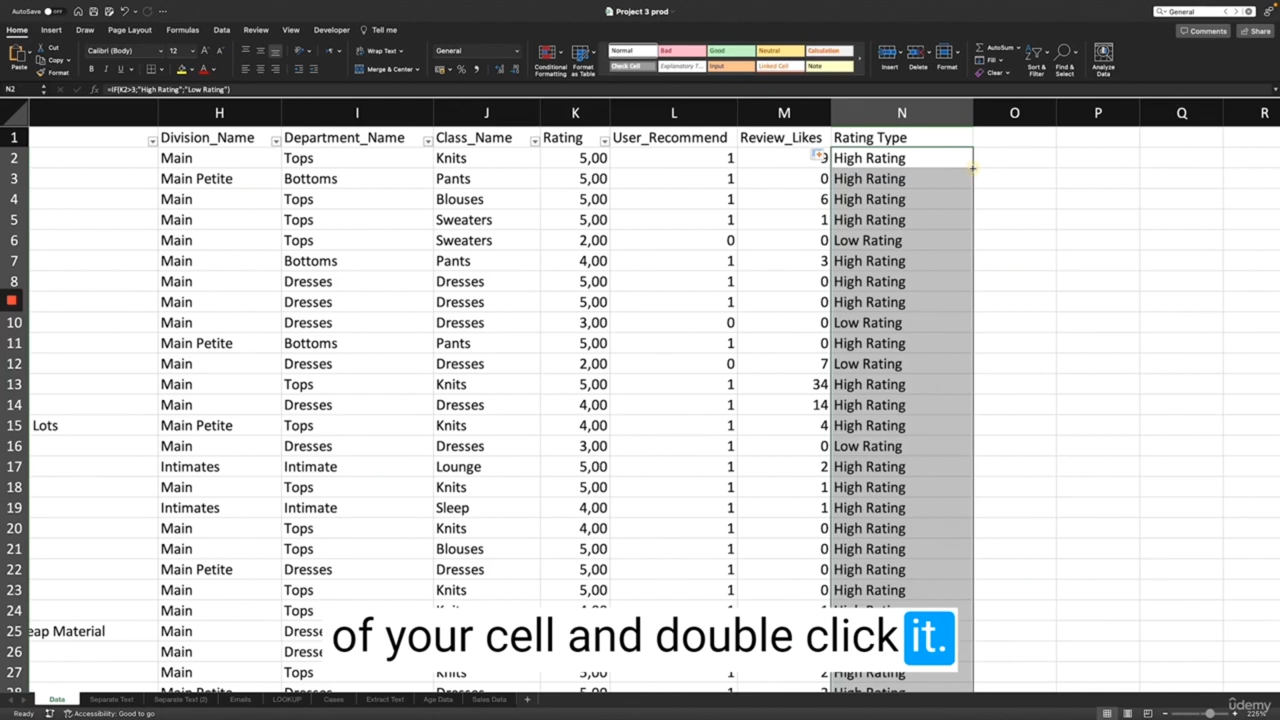 AutoSave OFF Project 3 prod General
Home Insert Draw Page Layout Formulas Data Review View Developer Tell me Comments Share
Cut Calibri (Body) 12 Wrap Text General Normal Bad Good Neutral Calculation AutoSum
Copy Fill
Format B Merge & Center Conditional Formatting Format as Table Check Cell Explanatory T... Input Linked Cell Note Insert Delete Format Clear Sort & Filter Find & Select Analyze Data
N2 =IF(K2>3;"High Rating";"Low Rating")
H I J K L M N O P Q R
1 Division_Name Department_Name Class_Name Rating User_Recommend Review_Likes Rating Type
2 Main Tops Knits 5,00 1 9 High Rating
3 Main Petite Bottoms Pants 5,00 1 0 High Rating
4 Main Tops Blouses 5,00 1 6 High Rating
5 Main Tops Sweaters 5,00 1 1 High Rating
6 Main Tops Sweaters 2,00 0 0 Low Rating
7 Main Bottoms Pants 4,00 1 3 High Rating
8 Main Dresses Dresses 5,00 1 0 High Rating
Main Dresses Dresses 5,00 1 0 High Rating
10 Main Dresses Dresses 3,00 0 0 Low Rating
11 Main Petite Bottoms Pants 5,00 1 0 High Rating
12 Main Dresses Dresses 2,00 0 7 Low Rating
13 Main Tops Knits 5,00 1 34 High Rating
14 Main Dresses Dresses 4,00 1 14 High Rating
15 Lots Main Petite Tops Knits 4,00 1 4 High Rating
16 Main Dresses Dresses 3,00 1 0 Low Rating
17 Intimates Intimate Lounge 5,00 1 2 High Rating
18 Main Tops Knits 5,00 1 1 High Rating
19 Intimates Intimate Sleep 4,00 1 1 High Rating
20 Main Tops Knits 4,00 1 0 High Rating
21 Main Tops Blouses 5,00 1 0 High Rating
22 Main Petite Tops Dresses 5,00 1 0 High Rating
23 Main Tops Knits 5,00 1 0 High Rating
24 Main Tops
25 eap Material Main
26 Main
27 Main Tops Knits 5,00 1 2 High Rating
of your cell and double click it.
Data Separate Text Separate Text (2) Emails LOOKUP Cases Extract Text Age Data Sales Data +
Ready Accessibility: Good to go 225%
udemy